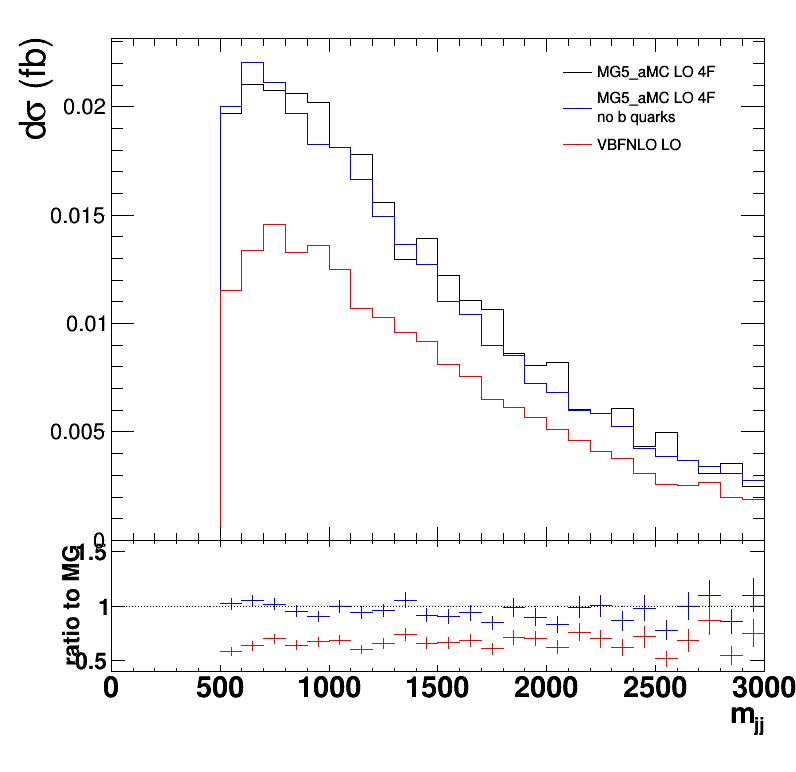 dσ (fb)
MG5_aMC LO 4F
MG5_aMC LO 4F
no b quarks
VBFNLO LO
0.02
0.015
0.01
0.005
0
ratio to MG
1.5
1
0.5
0 500 1000 1500 2000 2500 3000
mjj